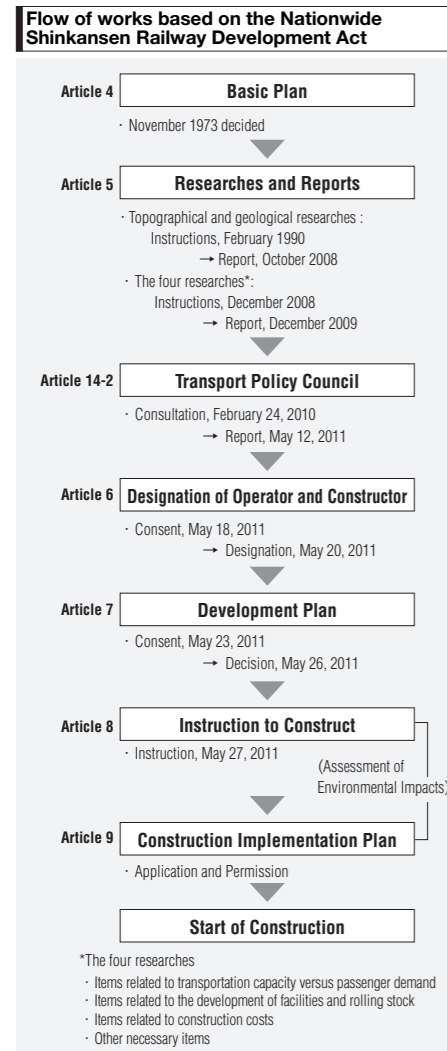 Flow of works based on the Nationwide
Shinkansen Railway Development Act
Article 4 Basic Plan
・November 1973 decided
Article 5 Researches and Reports
・Topographical and geological researches :
Instructions, February 1990
→ Report, October 2008
・The four researches*:
Instructions, December 2008
→ Report, December 2009
Article 14-2 Transport Policy Council
・Consultation, February 24, 2010
→ Report, May 12, 2011
Article 6 Designation of Operator and Constructor
・Consent, May 18, 2011
→ Designation, May 20, 2011
Article 7 Development Plan
・Consent, May 23, 2011
→ Decision, May 26, 2011
Article 8 Instruction to Construct
・Instruction, May 27, 2011
(Assessment of
Environmental Impacts)
Article 9 Construction Implementation Plan
・Application and Permission
Start of Construction
*The four researches
・Items related to transportation capacity versus passenger demand
・Items related to the development of facilities and rolling stock
・Items related to construction costs
・Other necessary items